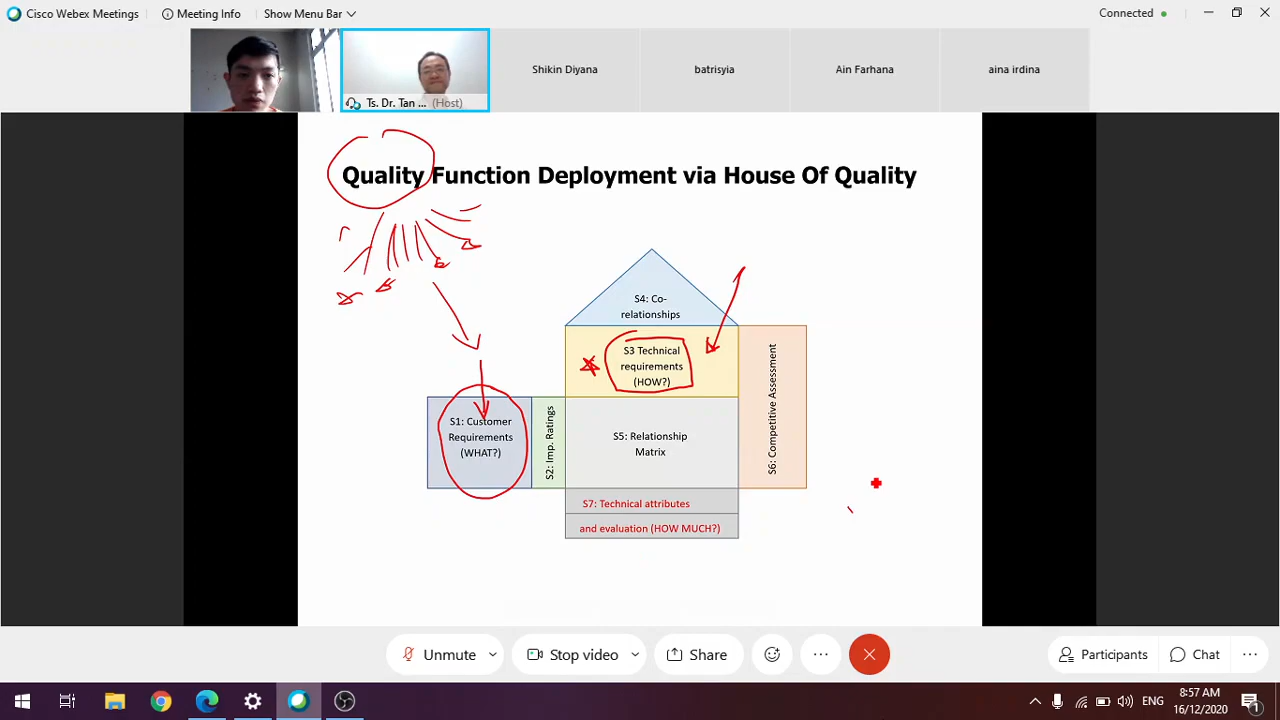 Cisco Webex Meetings
Meeting Info
Show Menu Bar
Connected
Ts. Dr. Tan ... (Host)
Shikin Diyana
batrisyia
Ain Farhana
aina irdina
Quality Function Deployment via House Of Quality
S4: Co-
relationships
S3 Technical
requirements
(HOW?)
S6: Competitive Assessment
S1: Customer
Requirements
(WHAT?)
S2: Imp. Ratings
S5: Relationship
Matrix
S7: Technical attributes
and evaluation (HOW MUCH?)
Unmute
Stop video
Share
Participants
Chat
ENG
8:57 AM
16/12/2020
1